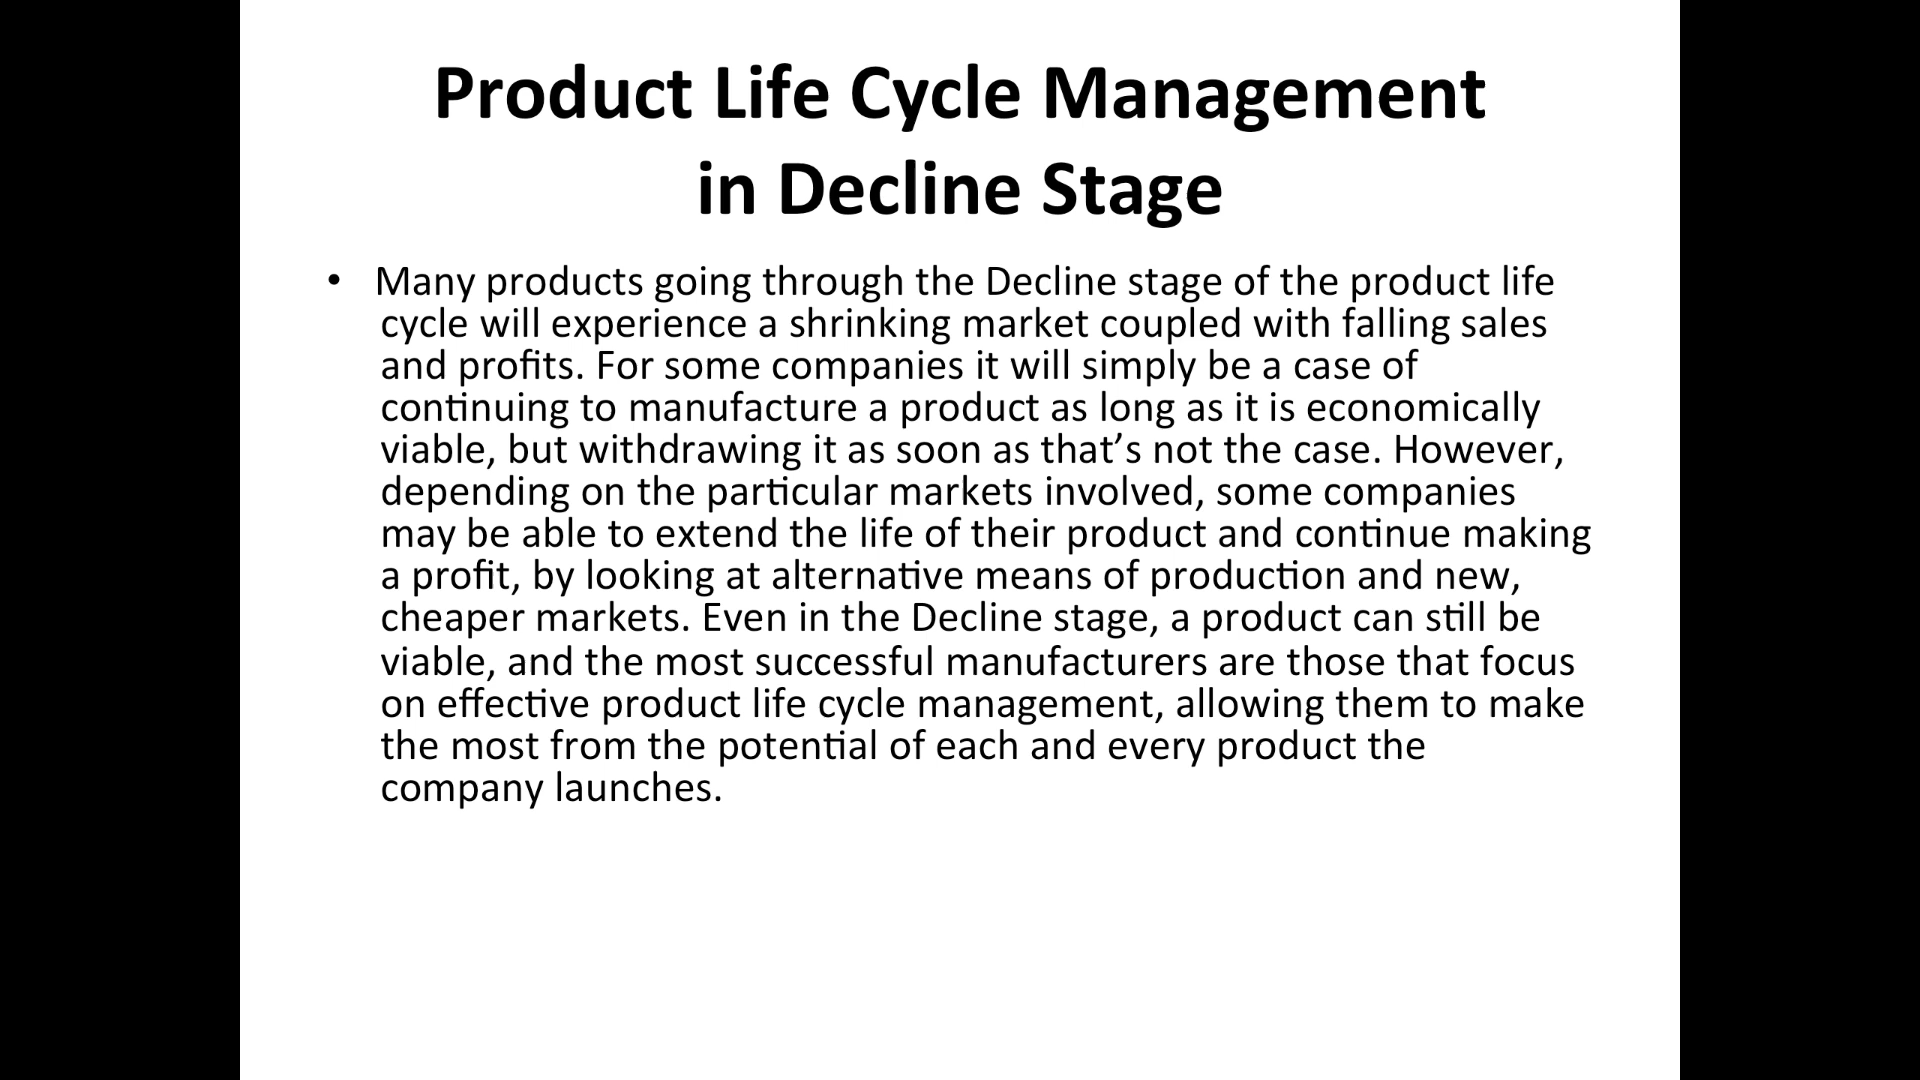 Product Life Cycle Management
in Decline Stage
• Many products going through the Decline stage of the product life
cycle will experience a shrinking market coupled with falling sales
and profits. For some companies it will simply be a case of
continuing to manufacture a product as long as it is economically
viable, but withdrawing it as soon as that’s not the case. However,
depending on the particular markets involved, some companies
may be able to extend the life of their product and continue making
a profit, by looking at alternative means of production and new,
cheaper markets. Even in the Decline stage, a product can still be
viable, and the most successful manufacturers are those that focus
on effective product life cycle management, allowing them to make
the most from the potential of each and every product the
company launches.